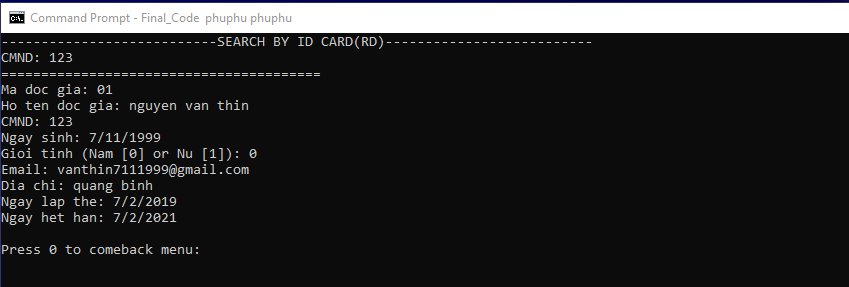 Command Prompt - Final_Code phuphu phuphu
---------------------------SEARCH BY ID CARD(RD)--------------------------
CMND: 123
========================================
Ma doc gia: 01
Ho ten doc gia: nguyen van thin
CMND: 123
Ngay sinh: 7/11/1999
Gioi tinh (Nam [0] or Nu [1]): 0
Email: vanthin7111999@gmail.com
Dia chi: quang binh
Ngay lap the: 7/2/2019
Ngay het han: 7/2/2021
Press 0 to comeback menu: